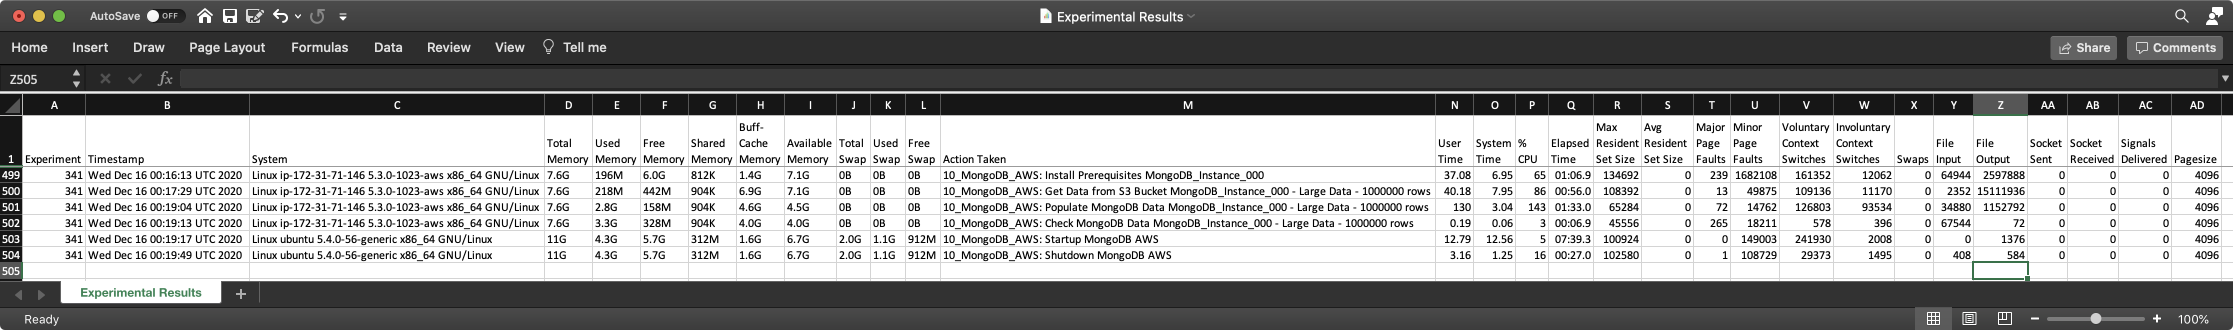 AutoSave OFF Experimental Results
Home Insert Draw Page Layout Formulas Data Review View Tell me Share Comments
Z505 fx
A B C D E F G H I J K L M N O P Q R S T U V W X Y Z AA AB AC AD
1 Experiment Timestamp System Total Memory Used Memory Free Memory Shared Memory Buff-Cache Memory Available Memory Total Swap Used Swap Free Swap Action Taken User Time System Time % CPU Elapsed Time Max Resident Set Size Avg Resident Set Size Major Page Faults Minor Page Faults Voluntary Context Switches Involuntary Context Switches Swaps File Input File Output Socket Sent Socket Received Signals Delivered Pagesize
499 341 Wed Dec 16 00:16:13 UTC 2020 Linux ip-172-31-71-146 5.3.0-1023-aws x86_64 GNU/Linux 7.6G 196M 6.0G 812K 1.4G 7.1G 0B 0B 0B 10_MongoDB_AWS: Install Prerequisites MongoDB_Instance_000 37.08 6.95 65 01:06.9 134692 0 239 1682108 161352 12062 0 64944 2597888 0 0 0 4096
500 341 Wed Dec 16 00:17:29 UTC 2020 Linux ip-172-31-71-146 5.3.0-1023-aws x86_64 GNU/Linux 7.6G 218M 442M 904K 6.9G 7.1G 0B 0B 0B 10_MongoDB_AWS: Get Data from S3 Bucket MongoDB_Instance_000 - Large Data - 1000000 rows 40.18 7.95 86 00:56.0 108392 0 13 49875 109136 11170 0 2352 15111936 0 0 0 4096
501 341 Wed Dec 16 00:19:04 UTC 2020 Linux ip-172-31-71-146 5.3.0-1023-aws x86_64 GNU/Linux 7.6G 2.8G 158M 904K 4.6G 4.5G 0B 0B 0B 10_MongoDB_AWS: Populate MongoDB Data MongoDB_Instance_000 - Large Data - 1000000 rows 130 3.04 143 01:33.0 65284 0 72 14762 126803 93534 0 34880 1152792 0 0 0 4096
502 341 Wed Dec 16 00:19:13 UTC 2020 Linux ip-172-31-71-146 5.3.0-1023-aws x86_64 GNU/Linux 7.6G 3.3G 328M 904K 4.0G 4.0G 0B 0B 0B 10_MongoDB_AWS: Check MongoDB Data MongoDB_Instance_000 - Large Data - 1000000 rows 0.19 0.06 3 00:06.9 45556 0 265 18211 578 396 0 67544 72 0 0 0 4096
503 341 Wed Dec 16 00:19:17 UTC 2020 Linux ubuntu 5.4.0-56-generic x86_64 GNU/Linux 11G 4.3G 5.7G 312M 1.6G 6.7G 2.0G 1.1G 912M 10_MongoDB_AWS: Startup MongoDB AWS 12.79 12.56 5 07:39.3 100924 0 0 149003 241930 2008 0 0 1376 0 0 0 4096
504 341 Wed Dec 16 00:19:49 UTC 2020 Linux ubuntu 5.4.0-56-generic x86_64 GNU/Linux 11G 4.3G 5.7G 312M 1.6G 6.7G 2.0G 1.1G 912M 10_MongoDB_AWS: Shutdown MongoDB AWS 3.16 1.25 16 00:27.0 102580 0 1 108729 29373 1495 0 408 584 0 0 0 4096
505
Experimental Results +
Ready 100%